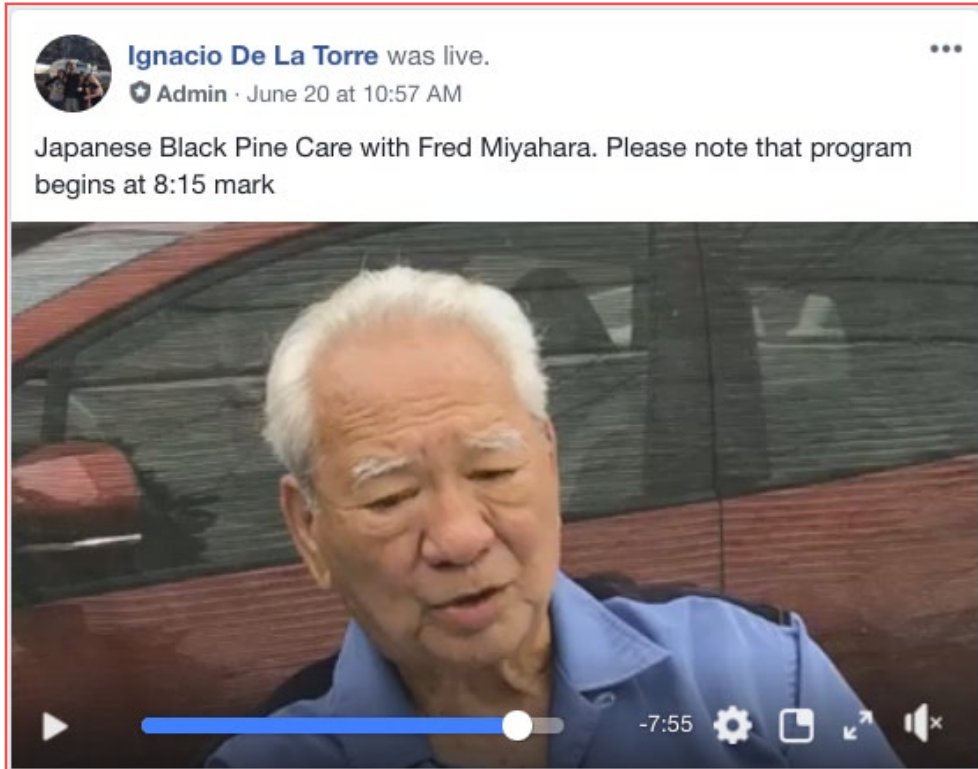 Ignacio De La Torre was live.
Admin · June 20 at 10:57 AM
Japanese Black Pine Care with Fred Miyahara. Please note that program
begins at 8:15 mark
-7:55